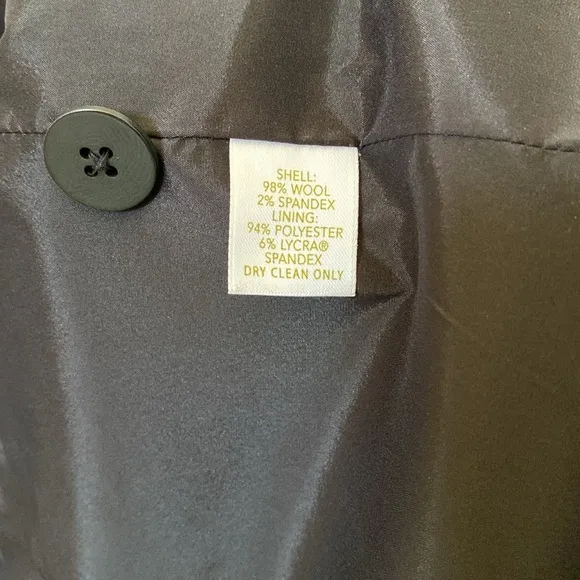 SHELL:
98% WOOL
2% SPANDEX
LINING:
94% POLYESTER
6% LYCRA®
SPANDEX
DRY CLEAN ONLY